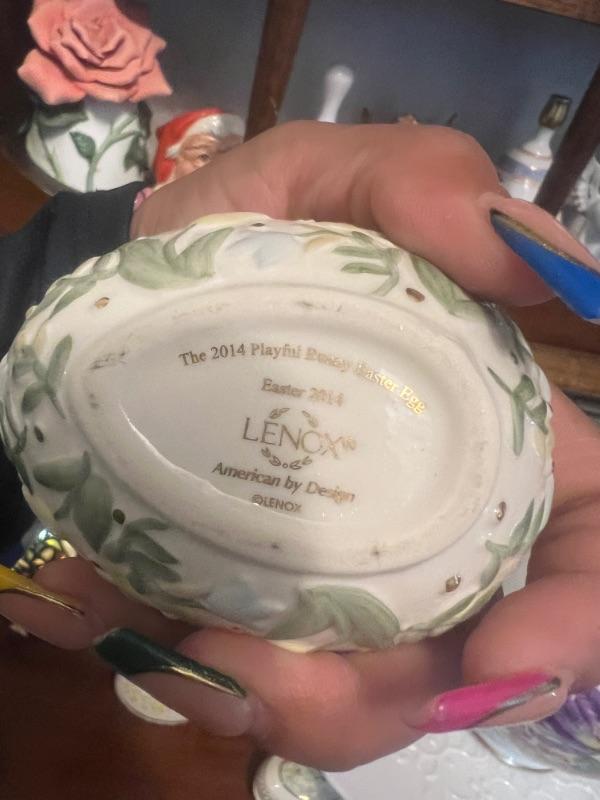 The 2014 Playful Bunny Easter Egg
Easter 2014
LENOX®
American by Design
©LENOX